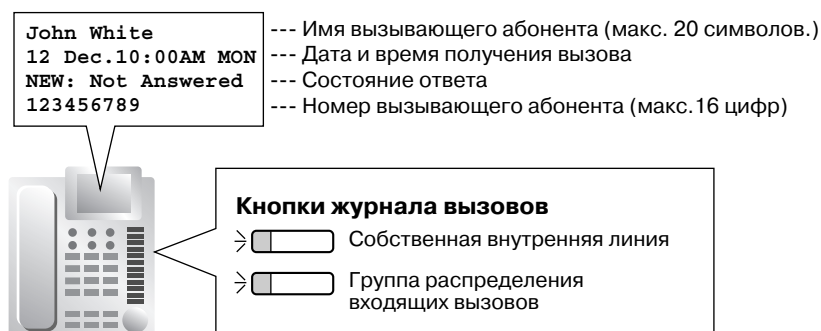 John White --- Имя вызывающего абонента (макс. 20 символов.)
12 Dec.10:00AM MON --- Дата и время получения вызова
NEW: Not Answered --- Состояние ответа
123456789 --- Номер вызывающего абонента (макс.16 цифр)
Кнопки журнала вызовов
Собственная внутренняя линия
Группа распределения
входящих вызовов